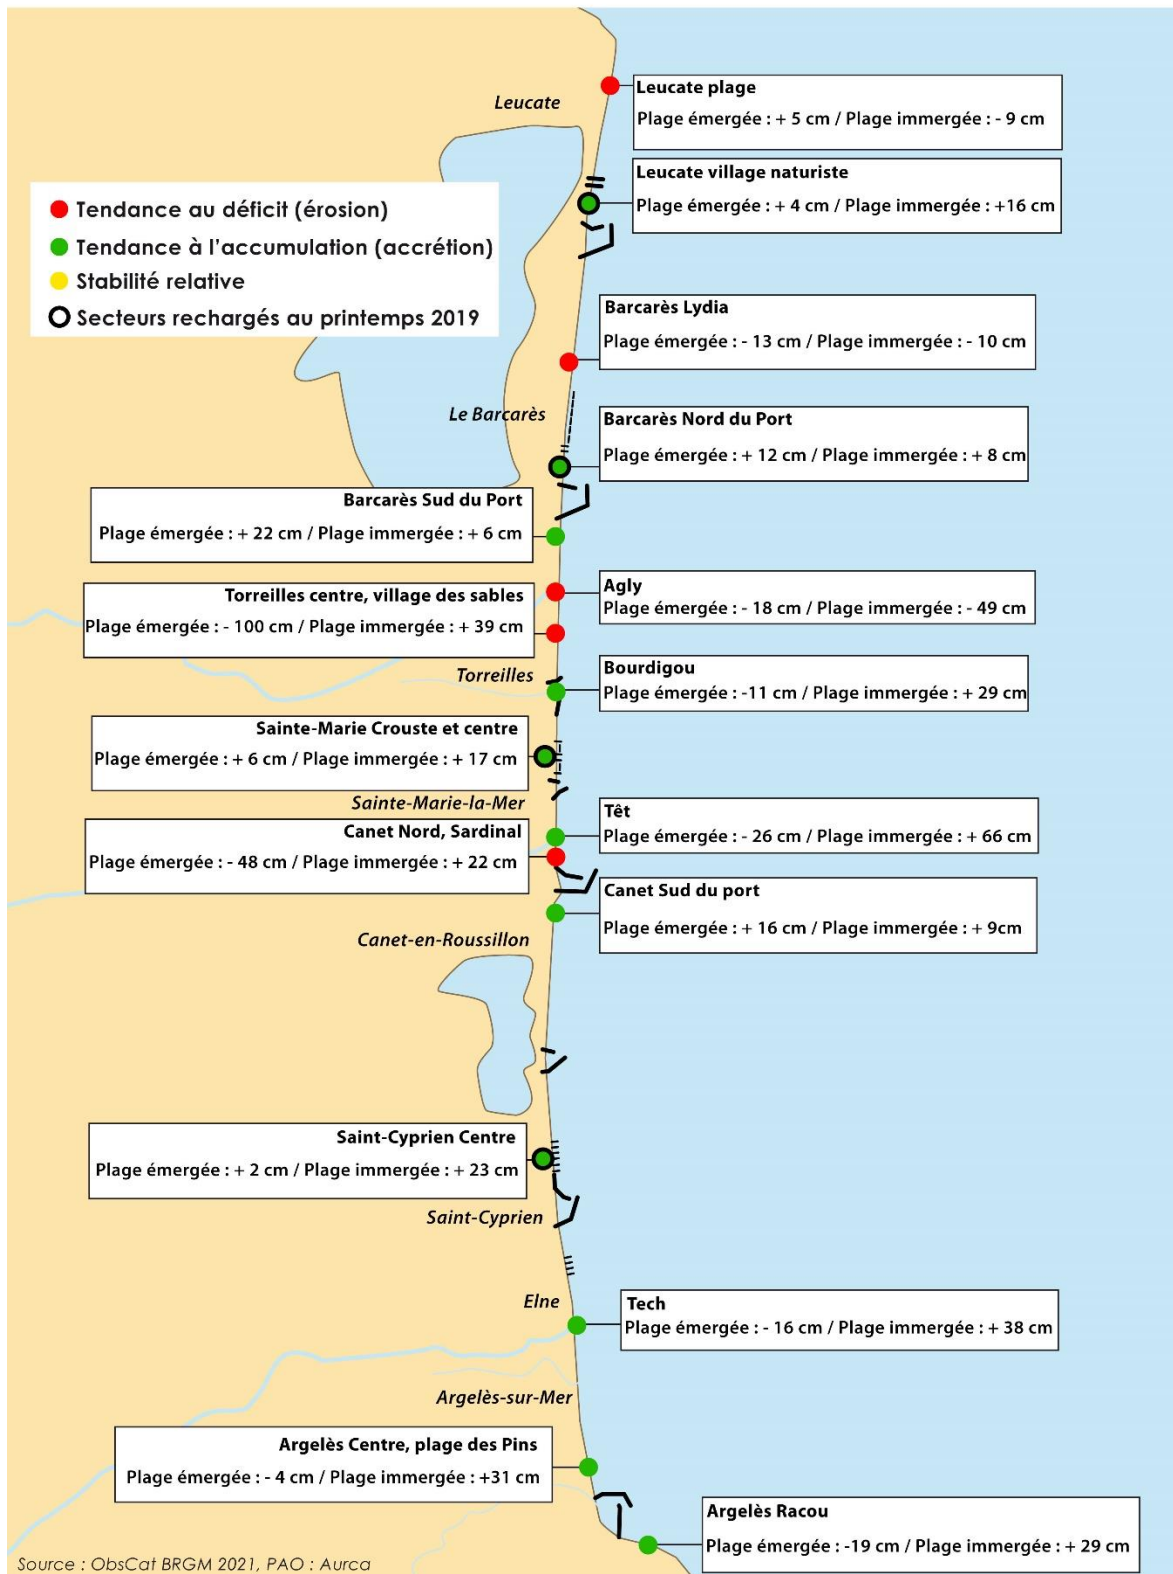 Leucate
Leucate plage
Plage émergée : + 5 cm / Plage immergée : - 9 cm
Leucate village naturiste
Plage émergée : + 4 cm / Plage immergée : +16 cm
Tendance au déficit (érosion)
Tendance à l'accumulation (accrétion)
Stabilité relative
Secteurs rechargés au printemps 2019
Barcarès Lydia
Plage émergée : - 13 cm / Plage immergée : - 10 cm
Le Barcarès
Barcarès Nord du Port
Plage émergée : + 12 cm / Plage immergée : + 8 cm
Barcarès Sud du Port
Plage émergée : + 22 cm / Plage immergée : + 6 cm
Agly
Plage émergée : - 18 cm / Plage immergée : - 49 cm
Torreilles centre, village des sables
Plage émergée : - 100 cm / Plage immergée : + 39 cm
Torreilles
Bourdigou
Plage émergée : -11 cm / Plage immergée : + 29 cm
Sainte-Marie Crouste et centre
Plage émergée : + 6 cm / Plage immergée : + 17 cm
Sainte-Marie-la-Mer
Têt
Plage émergée : - 26 cm / Plage immergée : + 66 cm
Canet Nord, Sardinal
Plage émergée : - 48 cm / Plage immergée : + 22 cm
Canet Sud du port
Plage émergée : + 16 cm / Plage immergée : + 9cm
Canet-en-Roussillon
Saint-Cyprien Centre
Plage émergée : + 2 cm / Plage immergée : + 23 cm
Saint-Cyprien
Elne
Tech
Plage émergée : - 16 cm / Plage immergée : + 38 cm
Argelès-sur-Mer
Argelès Centre, plage des Pins
Plage émergée : - 4 cm / Plage immergée : +31 cm
Argelès Racou
Plage émergée : -19 cm / Plage immergée : + 29 cm
Source : ObsCat BRGM 2021, PAO : Aurca